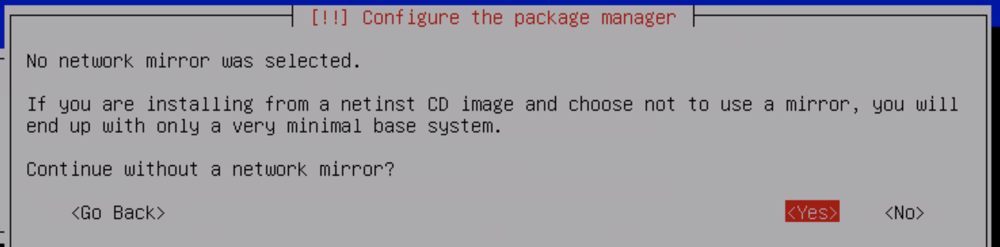 [!!] Configure the package manager
No network mirror was selected.
If you are installing from a netinst CD image and choose not to use a mirror, you will
end up with only a very minimal base system.
Continue without a network mirror?
<Go Back> <Yes> <No>